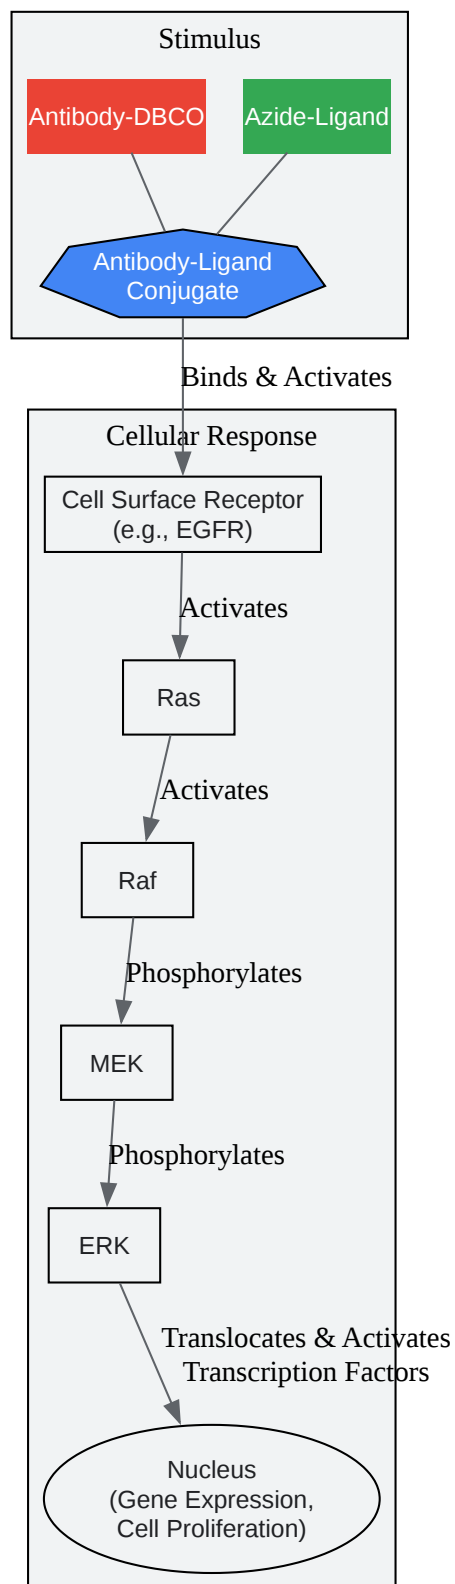 Stimulus
Antibody-DBCO
Azide-Ligand
Antibody-Ligand
Conjugate
Binds & Activates
Cellular Response
Cell Surface Receptor
(e.g., EGFR)
Activates
Ras
Activates
Raf
Phosphorylates
MEK
Phosphorylates
ERK
Translocates & Activates
Transcription Factors
Nucleus
(Gene Expression,
Cell Proliferation)